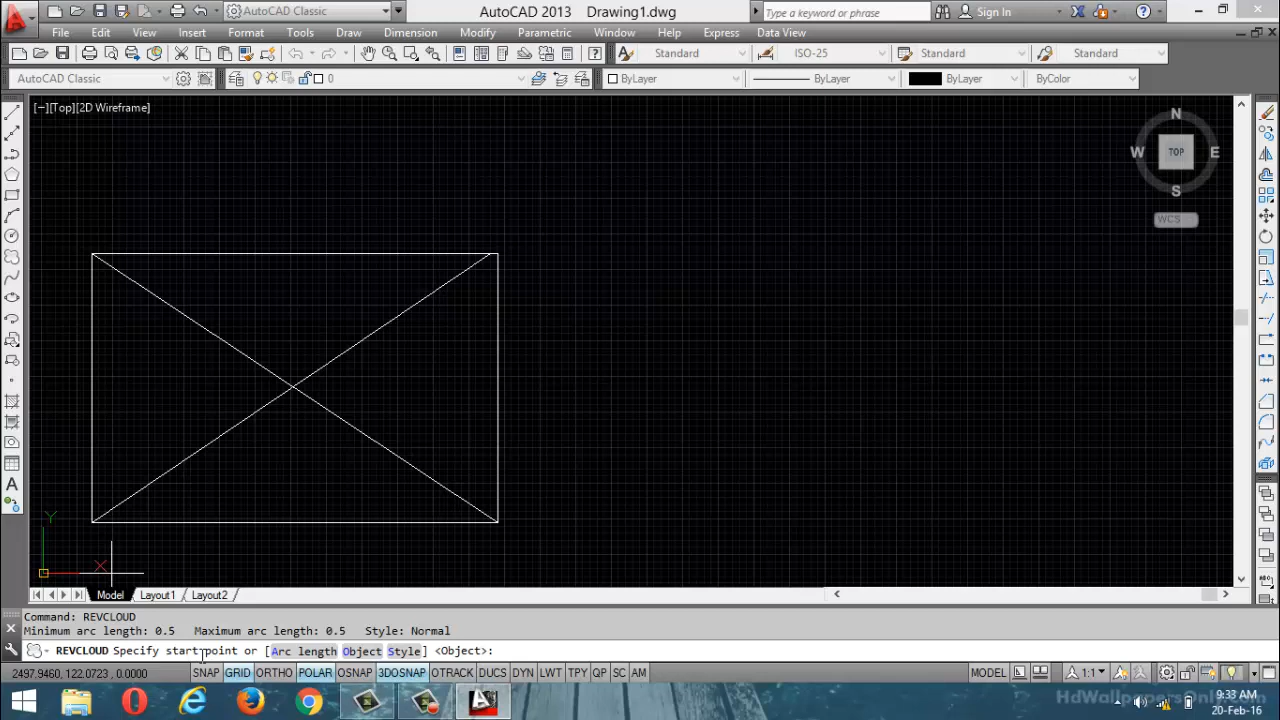 AutoCAD Classic
AutoCAD 2013 Drawing1.dwg
Type a keyword or phrase
Sign In
File Edit View Insert Format Tools Draw Dimension Modify Parametric Window Help Express Data View
Standard ISO-25 Standard Standard
AutoCAD Classic 0 ByLayer ByLayer ByLayer ByColor
[−][Top][2D Wireframe]
N
W TOP E
S
WCS
Y
X
A
Model Layout1 Layout2
Command: REVCLOUD
Minimum arc length: 0.5 Maximum arc length: 0.5 Style: Normal
REVCLOUD Specify start point or [Arc length Object Style] <Object>:
2497.9460, 122.0723, 0.0000 SNAP GRID ORTHO POLAR OSNAP 3DOSNAP OTRACK DUCS DYN LWT TPY QP SC AM MODEL 1:1
HdWallpapersOnly.com
9:33 AM
20-Feb-16